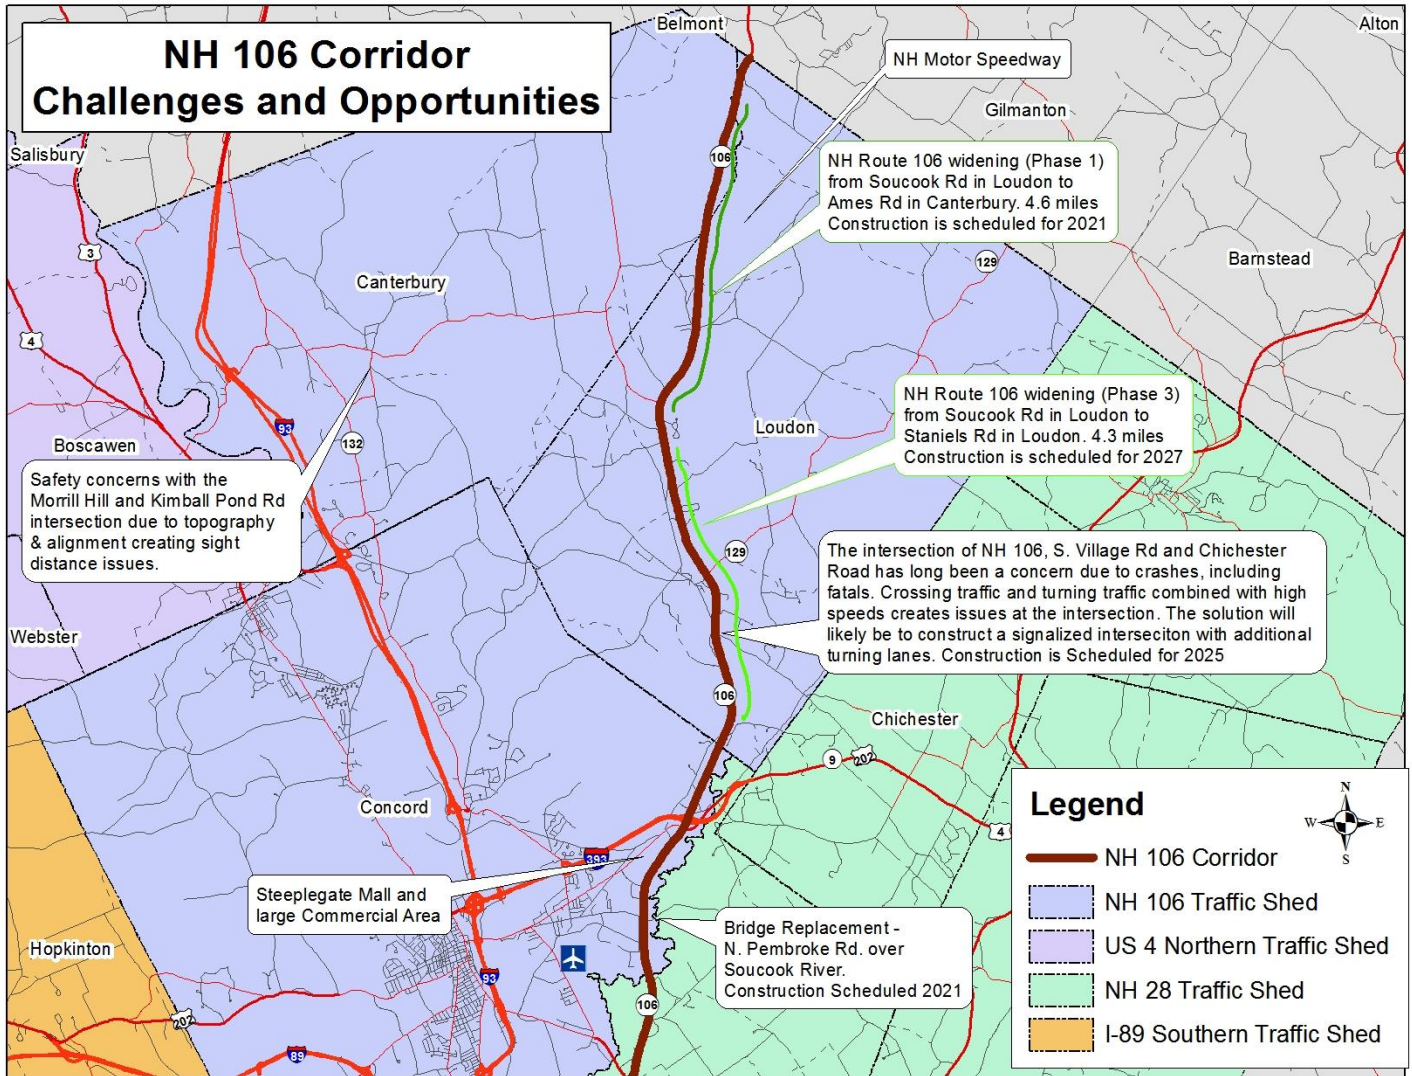 NH 106 Corridor
Challenges and Opportunities
Belmont
Alton
NH Motor Speedway
Gilmanton
Salisbury
106
NH Route 106 widening (Phase 1)
from Soucook Rd in Loudon to
Ames Rd in Canterbury. 4.6 miles
Construction is scheduled for 2021
3
129
Barnstead
Canterbury
4
NH Route 106 widening (Phase 3)
from Soucook Rd in Loudon to
Staniels Rd in Loudon. 4.3 miles
Construction is scheduled for 2027
93
Loudon
132
Boscawen
Safety concerns with the
Morrill Hill and Kimball Pond Rd
intersection due to topography
& alignment creating sight
distance issues.
129
The intersection of NH 106, S. Village Rd and Chichester
Road has long been a concern due to crashes, including
fatals. Crossing traffic and turning traffic combined with high
speeds creates issues at the intersection. The solution will
likely be to construct a signalized interseciton with additional
turning lanes. Construction is Scheduled for 2025
Webster
106
Chichester
9
202
4
Concord
393
Steeplegate Mall and
large Commercial Area
Bridge Replacement -
N. Pembroke Rd. over
Soucook River.
Construction Scheduled 2021
Hopkinton
93
106
202
89
Legend
N
W
E
S
NH 106 Corridor
NH 106 Traffic Shed
US 4 Northern Traffic Shed
NH 28 Traffic Shed
I-89 Southern Traffic Shed